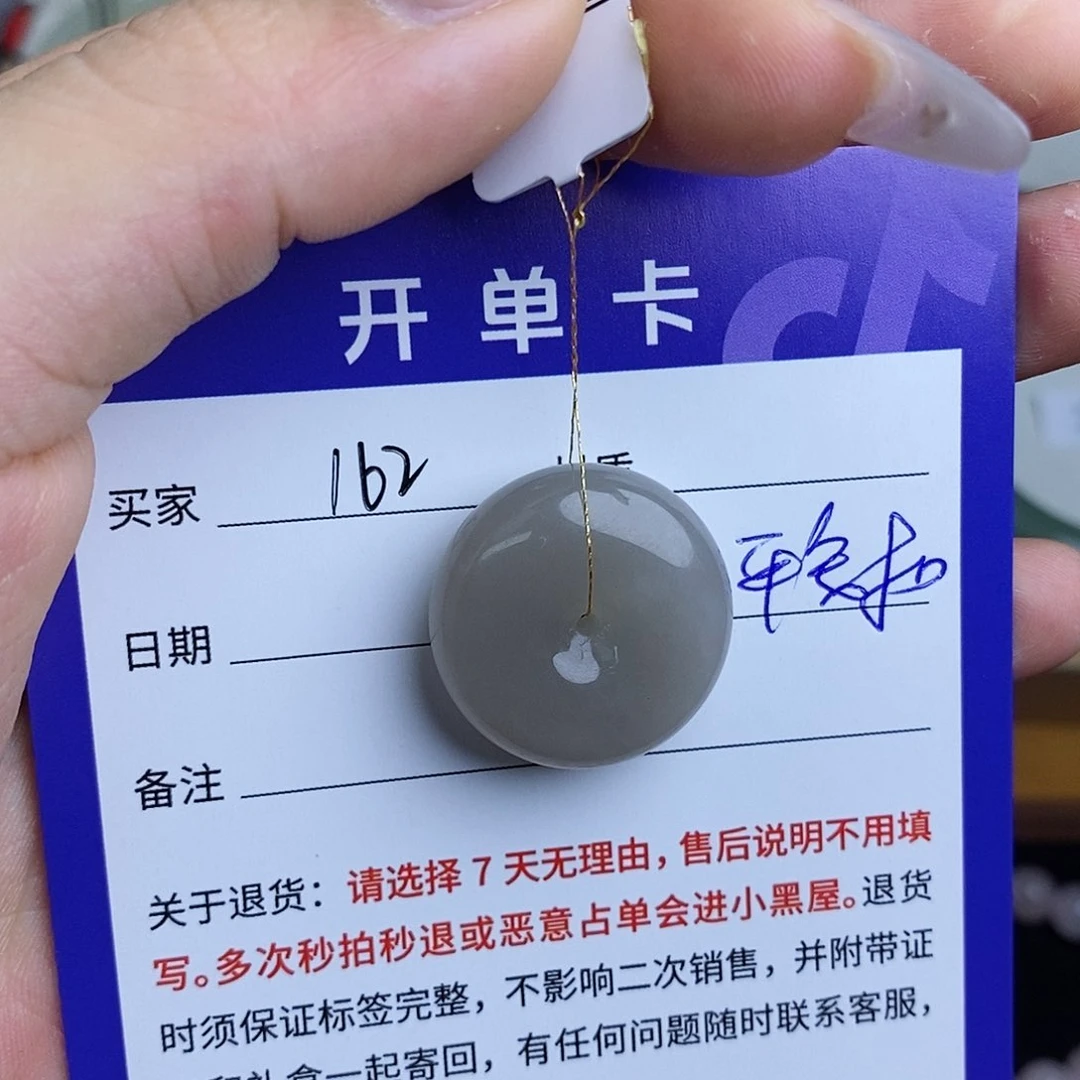 开单卡
买家 162 质
平安扣
日期
备注
关于退货：请选择 7 天无理由，售后说明不用填
写。多次秒拍秒退或恶意占单会进小黑屋。退货
时须保证标签完整，不影响二次销售，并附带证
一起寄回，有任何问题随时联系客服，